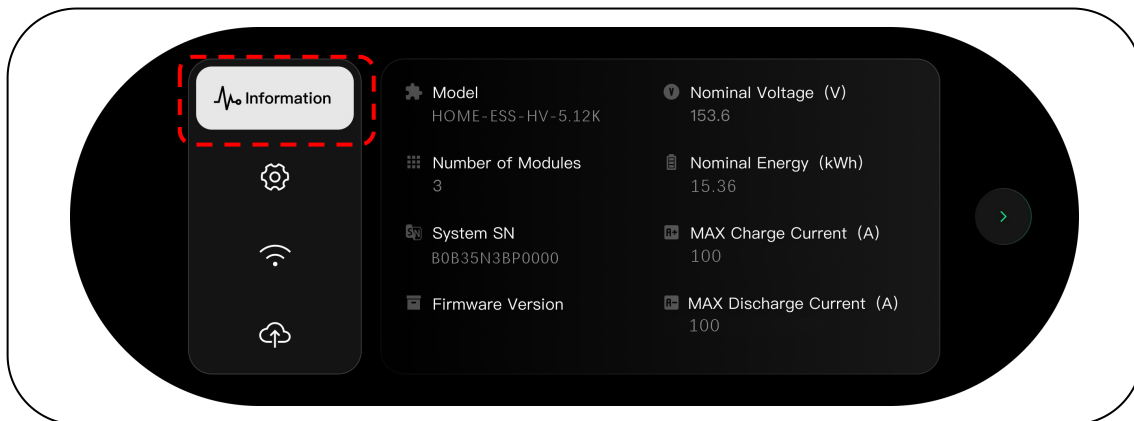 Information
Model
HOME-ESS-HV-5.12K
Number of Modules
3
System SN
B0B35N3BP0000
Firmware Version
Nominal Voltage (V)
153.6
Nominal Energy (kWh)
15.36
MAX Charge Current (A)
100
MAX Discharge Current (A)
100